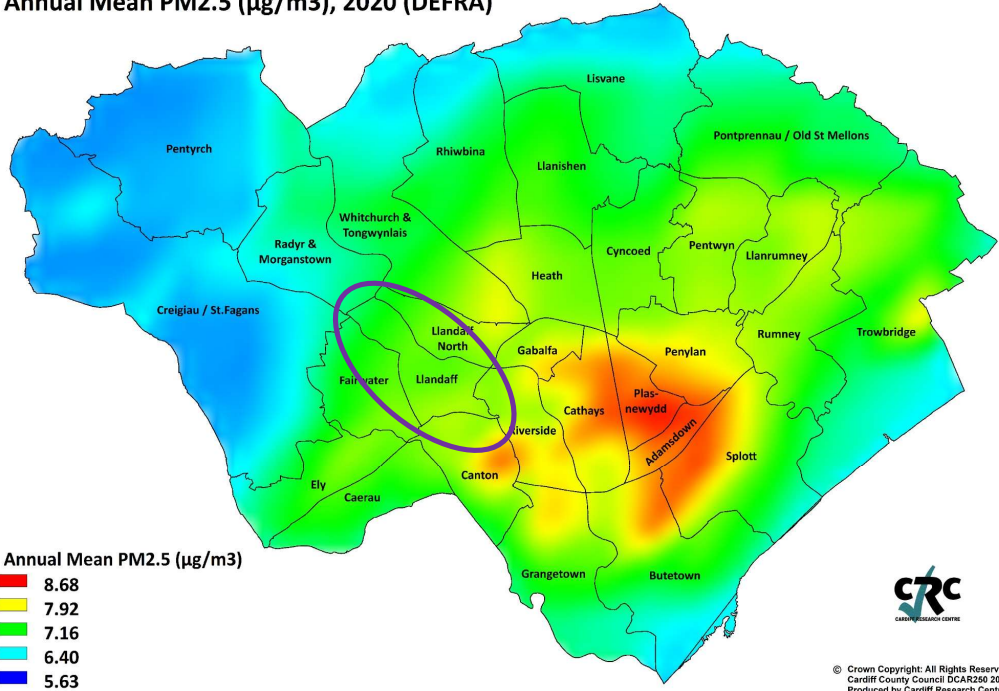 Annual Mean PM2.5 (µg/m3), 2020 (DEFRA)
Lisvane
Pontprennau / Old St Mellons
Pentyrch
Rhiwbina
Llanishen
Whitchurch &
Tongwynlais
Radyr &
Morganstown
Cyncoed
Pentwyn
Llanrumney
Heath
Creigiau / St.Fagans
Llandaff
North
Gabalfa
Penylan
Rumney
Trowbridge
Fairwater
Llandaff
Cathays
Plas-
newydd
Riverside
Adamsdown
Splott
Canton
Ely
Caerau
Grangetown
Butetown
Annual Mean PM2.5 (µg/m3)
8.68
7.92
7.16
6.40
5.63
CRC
CARDIFF RESEARCH CENTRE
© Crown Copyright: All Rights Reserv
Cardiff County Council DCAR260 20
Produced by Cardiff Research Cent